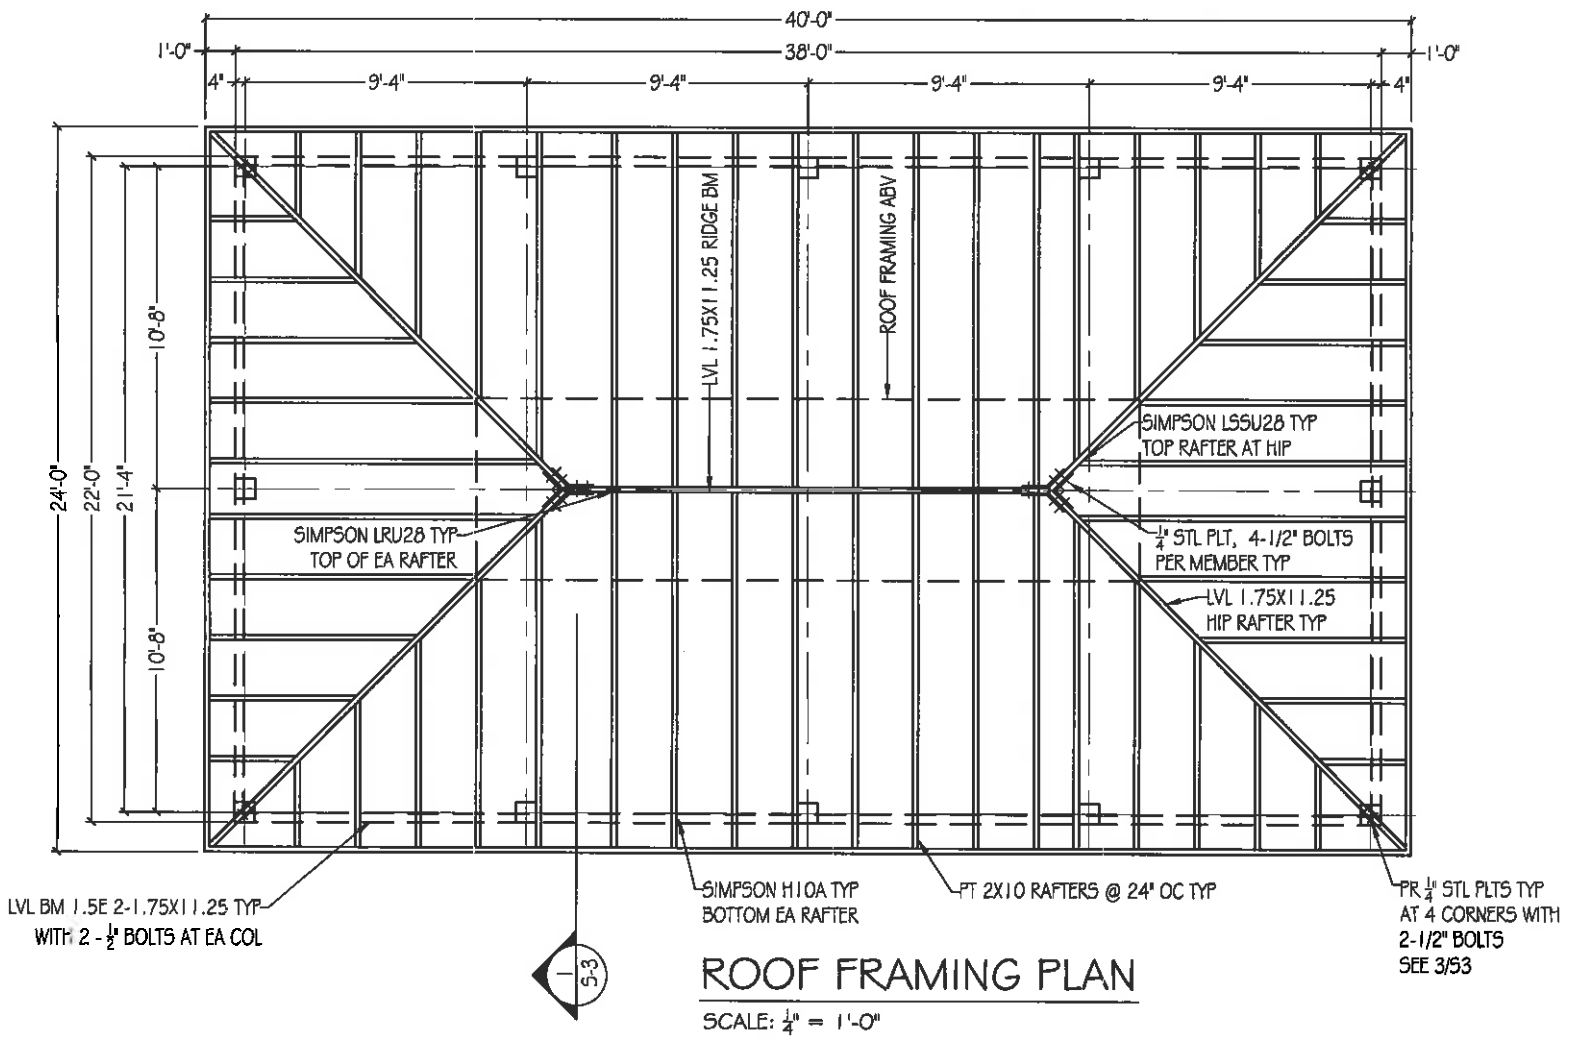 40'-0"
1'-0"
38'-0"
1'-0"
4"
9'-4"
9'-4"
9'-4"
9'-4"
4"
24'-0"
22'-0"
21'-4"
10'-8"
10'-8"
LVL 1.75X11.25 RIDGE BM
ROOF FRAMING ABV
SIMPSON LSSU28 TYP
TOP RAFTER AT HIP
SIMPSON LRU28 TYP
TOP OF EA RAFTER
1/4" STL PLT, 4-1/2" BOLTS
PER MEMBER TYP
LVL 1.75X11.25
HIP RAFTER TYP
LVL BM 1.5E 2-1.75X11.25 TYP
WITH 2 - 1/2" BOLTS AT EA COL
SIMPSON H10A TYP
BOTTOM EA RAFTER
PT 2X10 RAFTERS @ 24" OC TYP
PR 1/4" STL PLTS TYP
AT 4 CORNERS WITH
2-1/2" BOLTS
SEE 3/S3
1
S-3
ROOF FRAMING PLAN
SCALE: 1/4" = 1'-0"